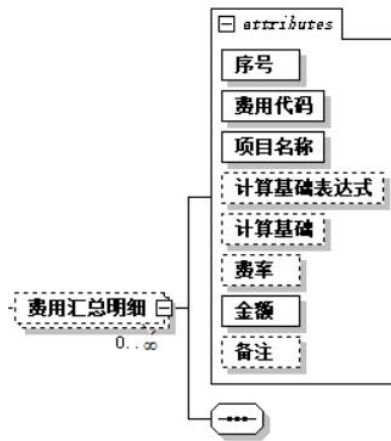 attributes
序号
费用代码
项目名称
计算基础表达式
计算基础
费率
费用汇总明细
金额
0..∞
备注